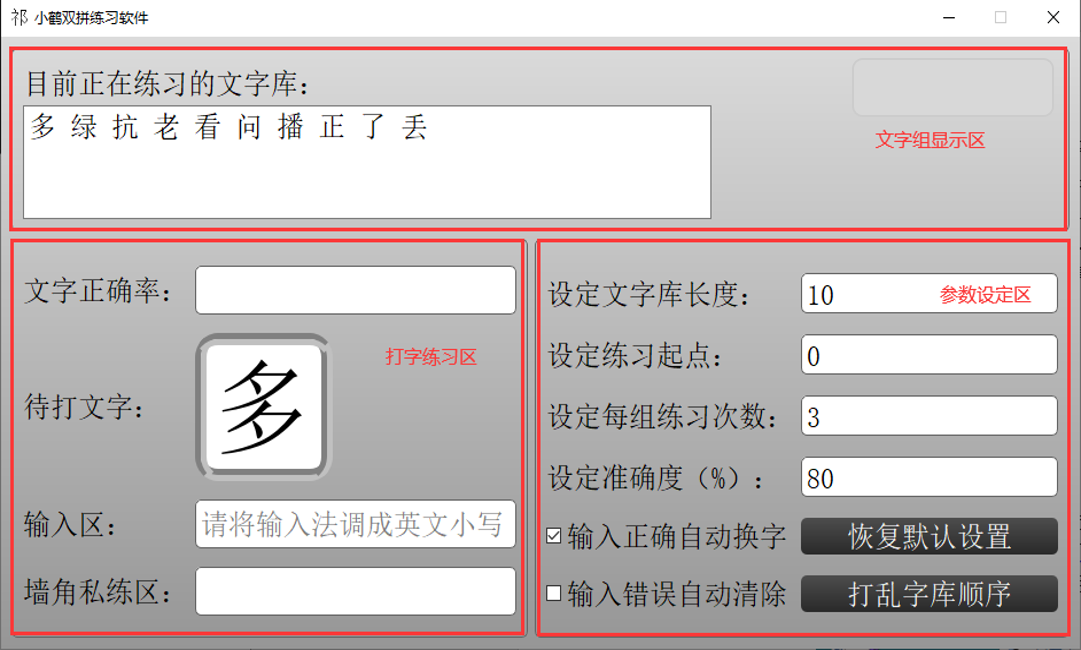 祁 小鹤双拼练习软件
目前正在练习的文字库：
多 绿 抗 老 看 问 播 正 了 丢
文字组显示区
文字正确率：
打字练习区
待打文字：
多
输入区：
请将输入法调成英文小写
墙角私练区：
设定文字库长度：
10
参数设定区
设定练习起点：
0
设定每组练习次数：
3
设定准确度（%）：
80
输入正确自动换字
恢复默认设置
输入错误自动清除
打乱字库顺序